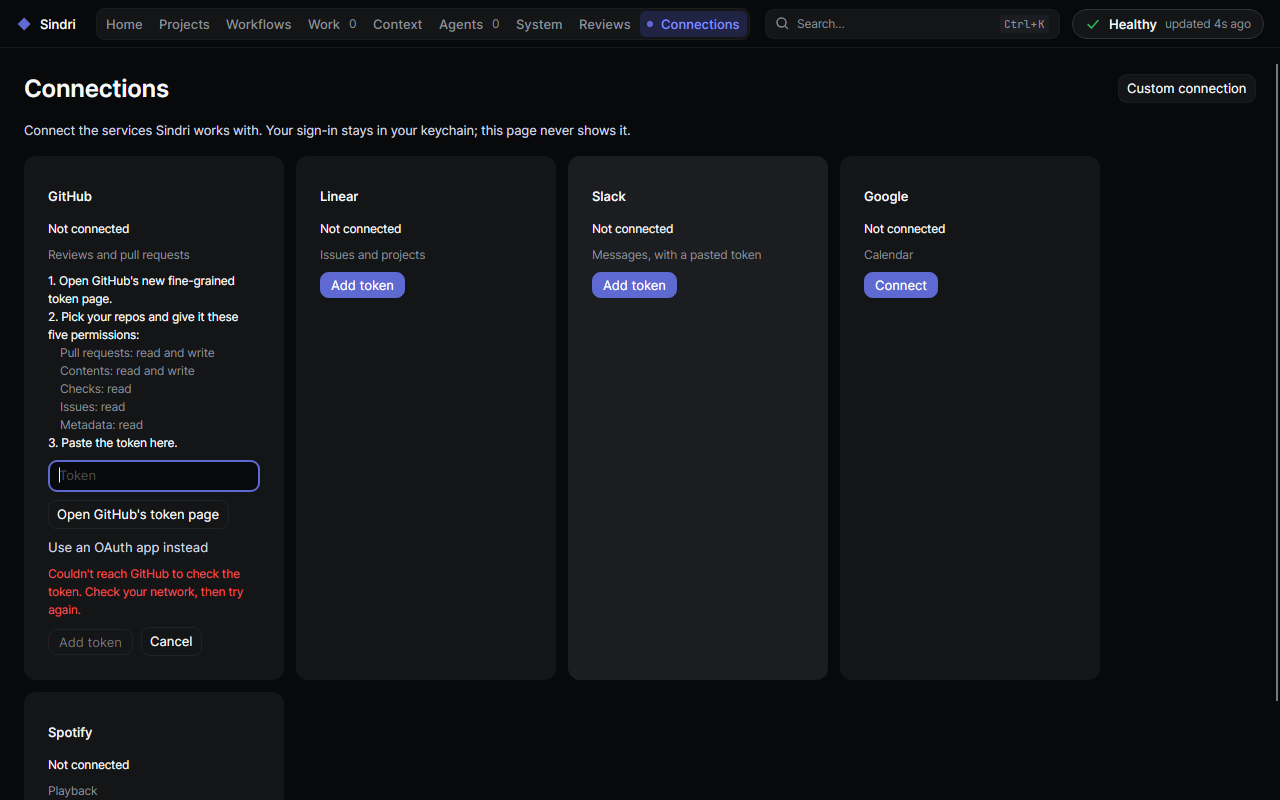 Sindri
Home Projects Workflows Work 0 Context Agents 0 System Reviews Connections
Search... Ctrl+K
Healthy updated 4s ago
Connections
Custom connection
Connect the services Sindri works with. Your sign-in stays in your keychain; this page never shows it.
GitHub
Not connected
Reviews and pull requests
1. Open GitHub's new fine-grained
token page.
2. Pick your repos and give it these
five permissions:
Pull requests: read and write
Contents: read and write
Checks: read
Issues: read
Metadata: read
3. Paste the token here.
Token
Open GitHub's token page
Use an OAuth app instead
Couldn't reach GitHub to check the
token. Check your network, then try
again.
Add token Cancel
Linear
Not connected
Issues and projects
Add token
Slack
Not connected
Messages, with a pasted token
Add token
Google
Not connected
Calendar
Connect
Spotify
Not connected
Playback